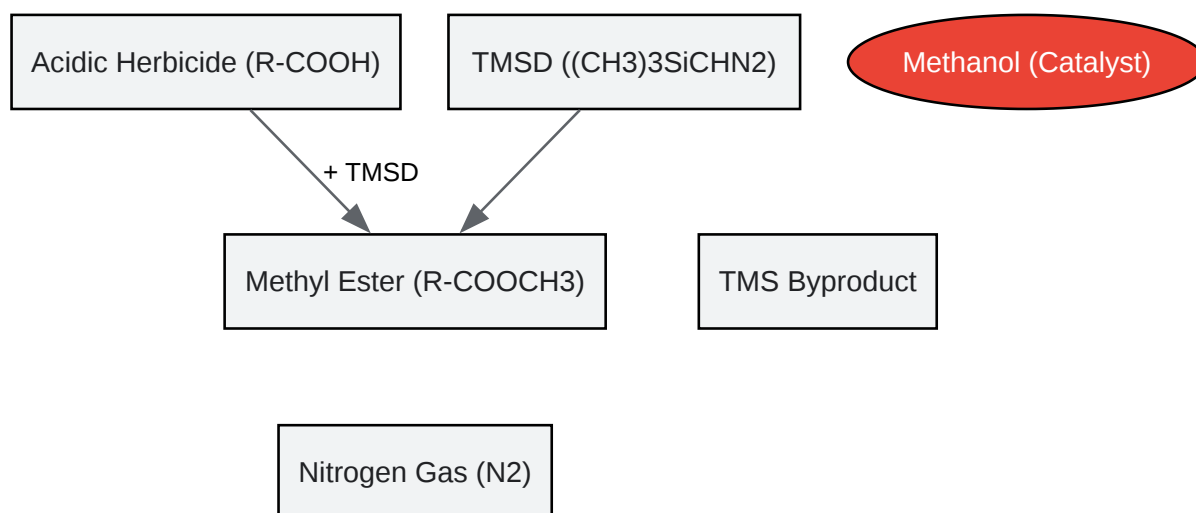 Acidic Herbicide (R-COOH)
TMSD ((CH3)3SiCHN2)
Methanol (Catalyst)
+ TMSD
Methyl Ester (R-COOCH3)
TMS Byproduct
Nitrogen Gas (N2)